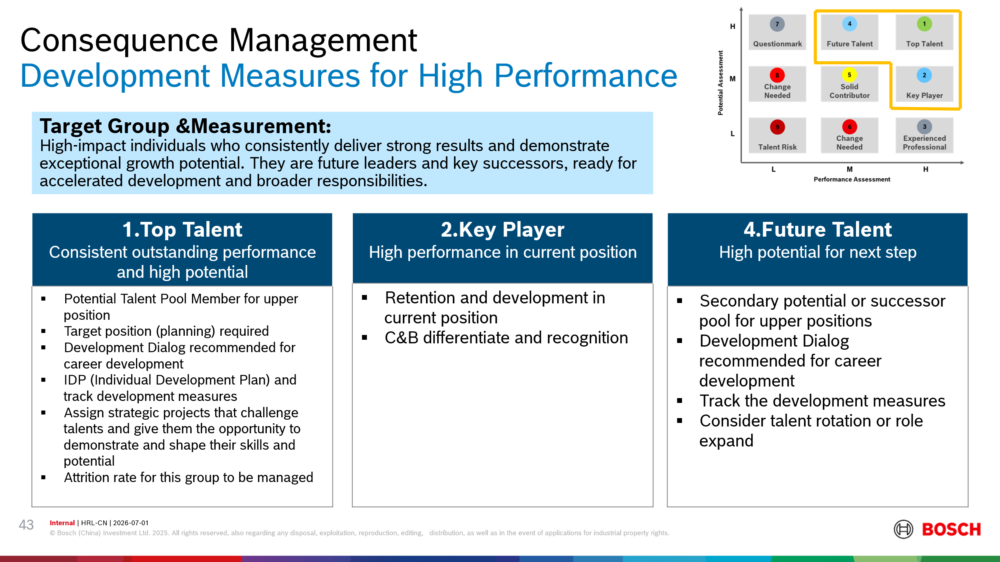 Consequence Management
Development Measures for High Performance
Target Group &Measurement:
High-impact individuals who consistently deliver strong results and demonstrate
exceptional growth potential. They are future leaders and key successors, ready for
accelerated development and broader responsibilities.
Potential Assessment
H
M
L
7
Questionmark
4
Future Talent
1
Top Talent
8
Change
Needed
5
Solid
Contributor
2
Key Player
9
Talent Risk
6
Change
Needed
3
Experienced
Professional
L
M
H
Performance Assessment
1.Top Talent
Consistent outstanding performance
and high potential
▪ Potential Talent Pool Member for upper
position
▪ Target position (planning) required
▪ Development Dialog recommended for
career development
▪ IDP (Individual Development Plan) and
track development measures
▪ Assign strategic projects that challenge
talents and give them the opportunity to
demonstrate and shape their skills and
potential
▪ Attrition rate for this group to be managed
2.Key Player
High performance in current position
▪ Retention and development in
current position
▪ C&B differentiate and recognition
4.Future Talent
High potential for next step
▪ Secondary potential or successor
pool for upper positions
▪ Development Dialog
recommended for career
development
▪ Track the development measures
▪ Consider talent rotation or role
expand
43
Internal | HRL-CN | 2026-07-01
© Bosch (China) Investment Ltd. 2025. All rights reserved, also regarding any disposal, exploitation, reproduction, editing, distribution, as well as in the event of applications for industrial property rights.
BOSCH